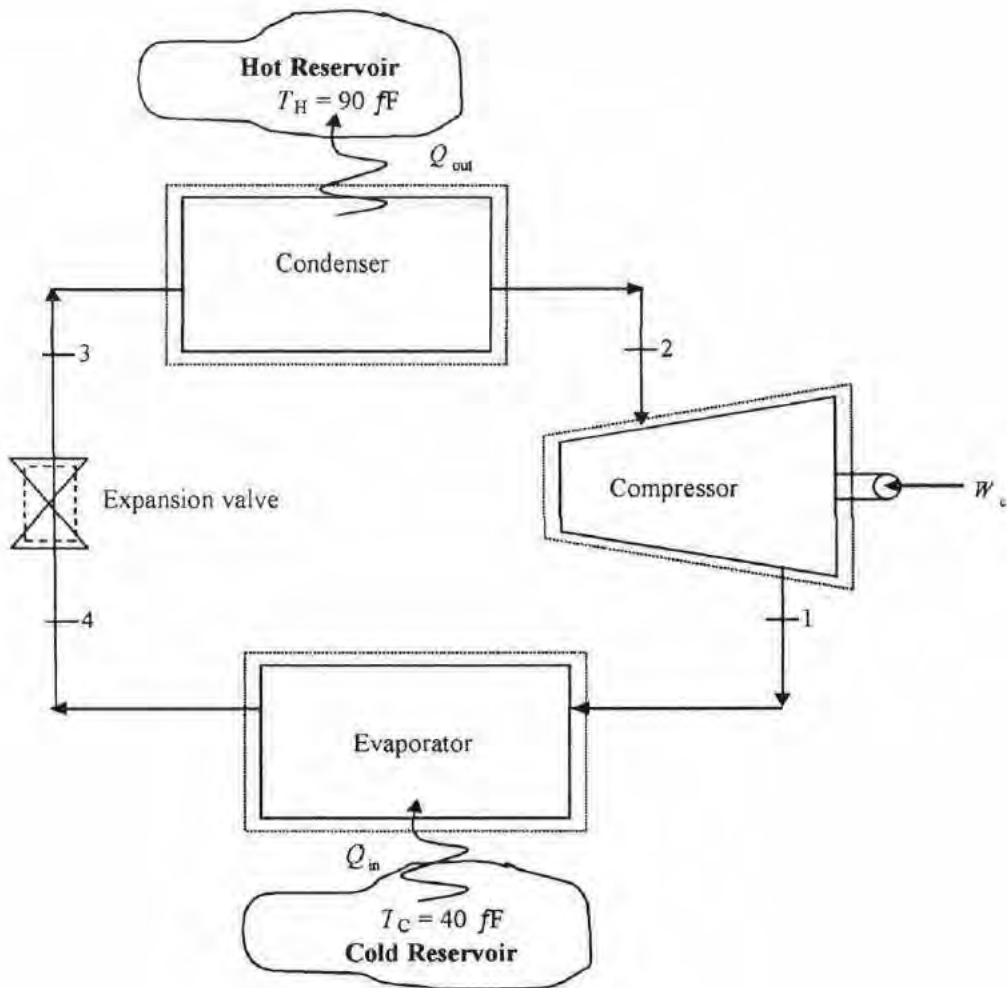 Hot Reservoir
T_H = 90 fF
Q_out
Condenser
3
2
Expansion valve
Compressor
W_c
4
1
Evaporator
Q_in
T_C = 40 fF
Cold Reservoir